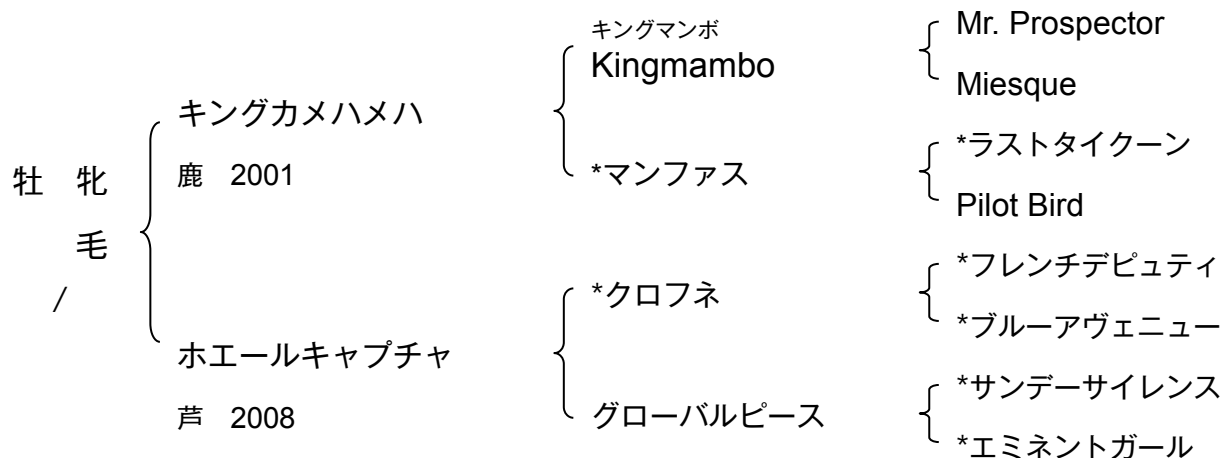 牡 牝
毛
/
キングカメハメハ
鹿 2001
ホエールキャプチャ
芦 2008
キングマンボ
Kingmambo
*マンファス
*クロフネ
グローバルピース
Mr. Prospector
Miesque
*ラストタイクーン
Pilot Bird
*フレンチデピュティ
*ブルーアヴェニュー
*サンデーサイレンス
*エミネントガール